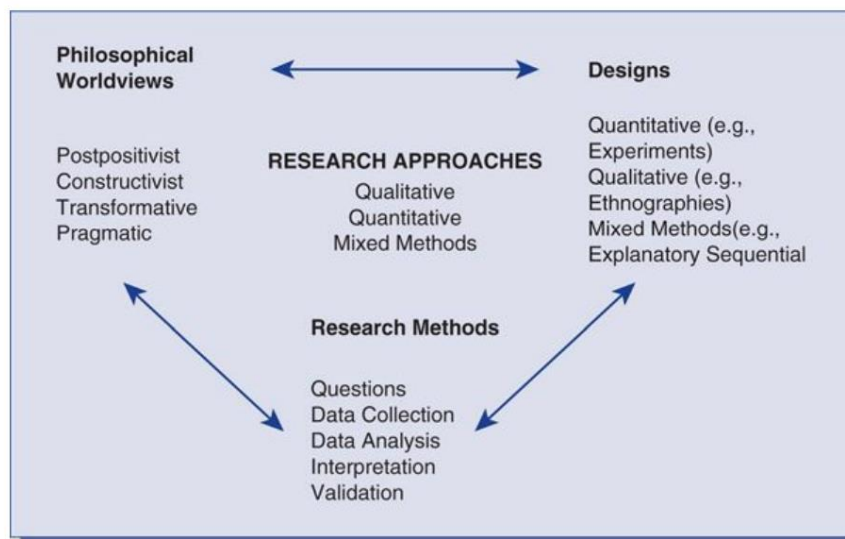 Philosophical
Worldviews
Designs
Postpositivist
Constructivist
Transformative
Pragmatic
RESEARCH APPROACHES
Qualitative
Quantitative
Mixed Methods
Quantitative (e.g.,
Experiments)
Qualitative (e.g.,
Ethnographies)
Mixed Methods(e.g.,
Explanatory Sequential
Research Methods
Questions
Data Collection
Data Analysis
Interpretation
Validation